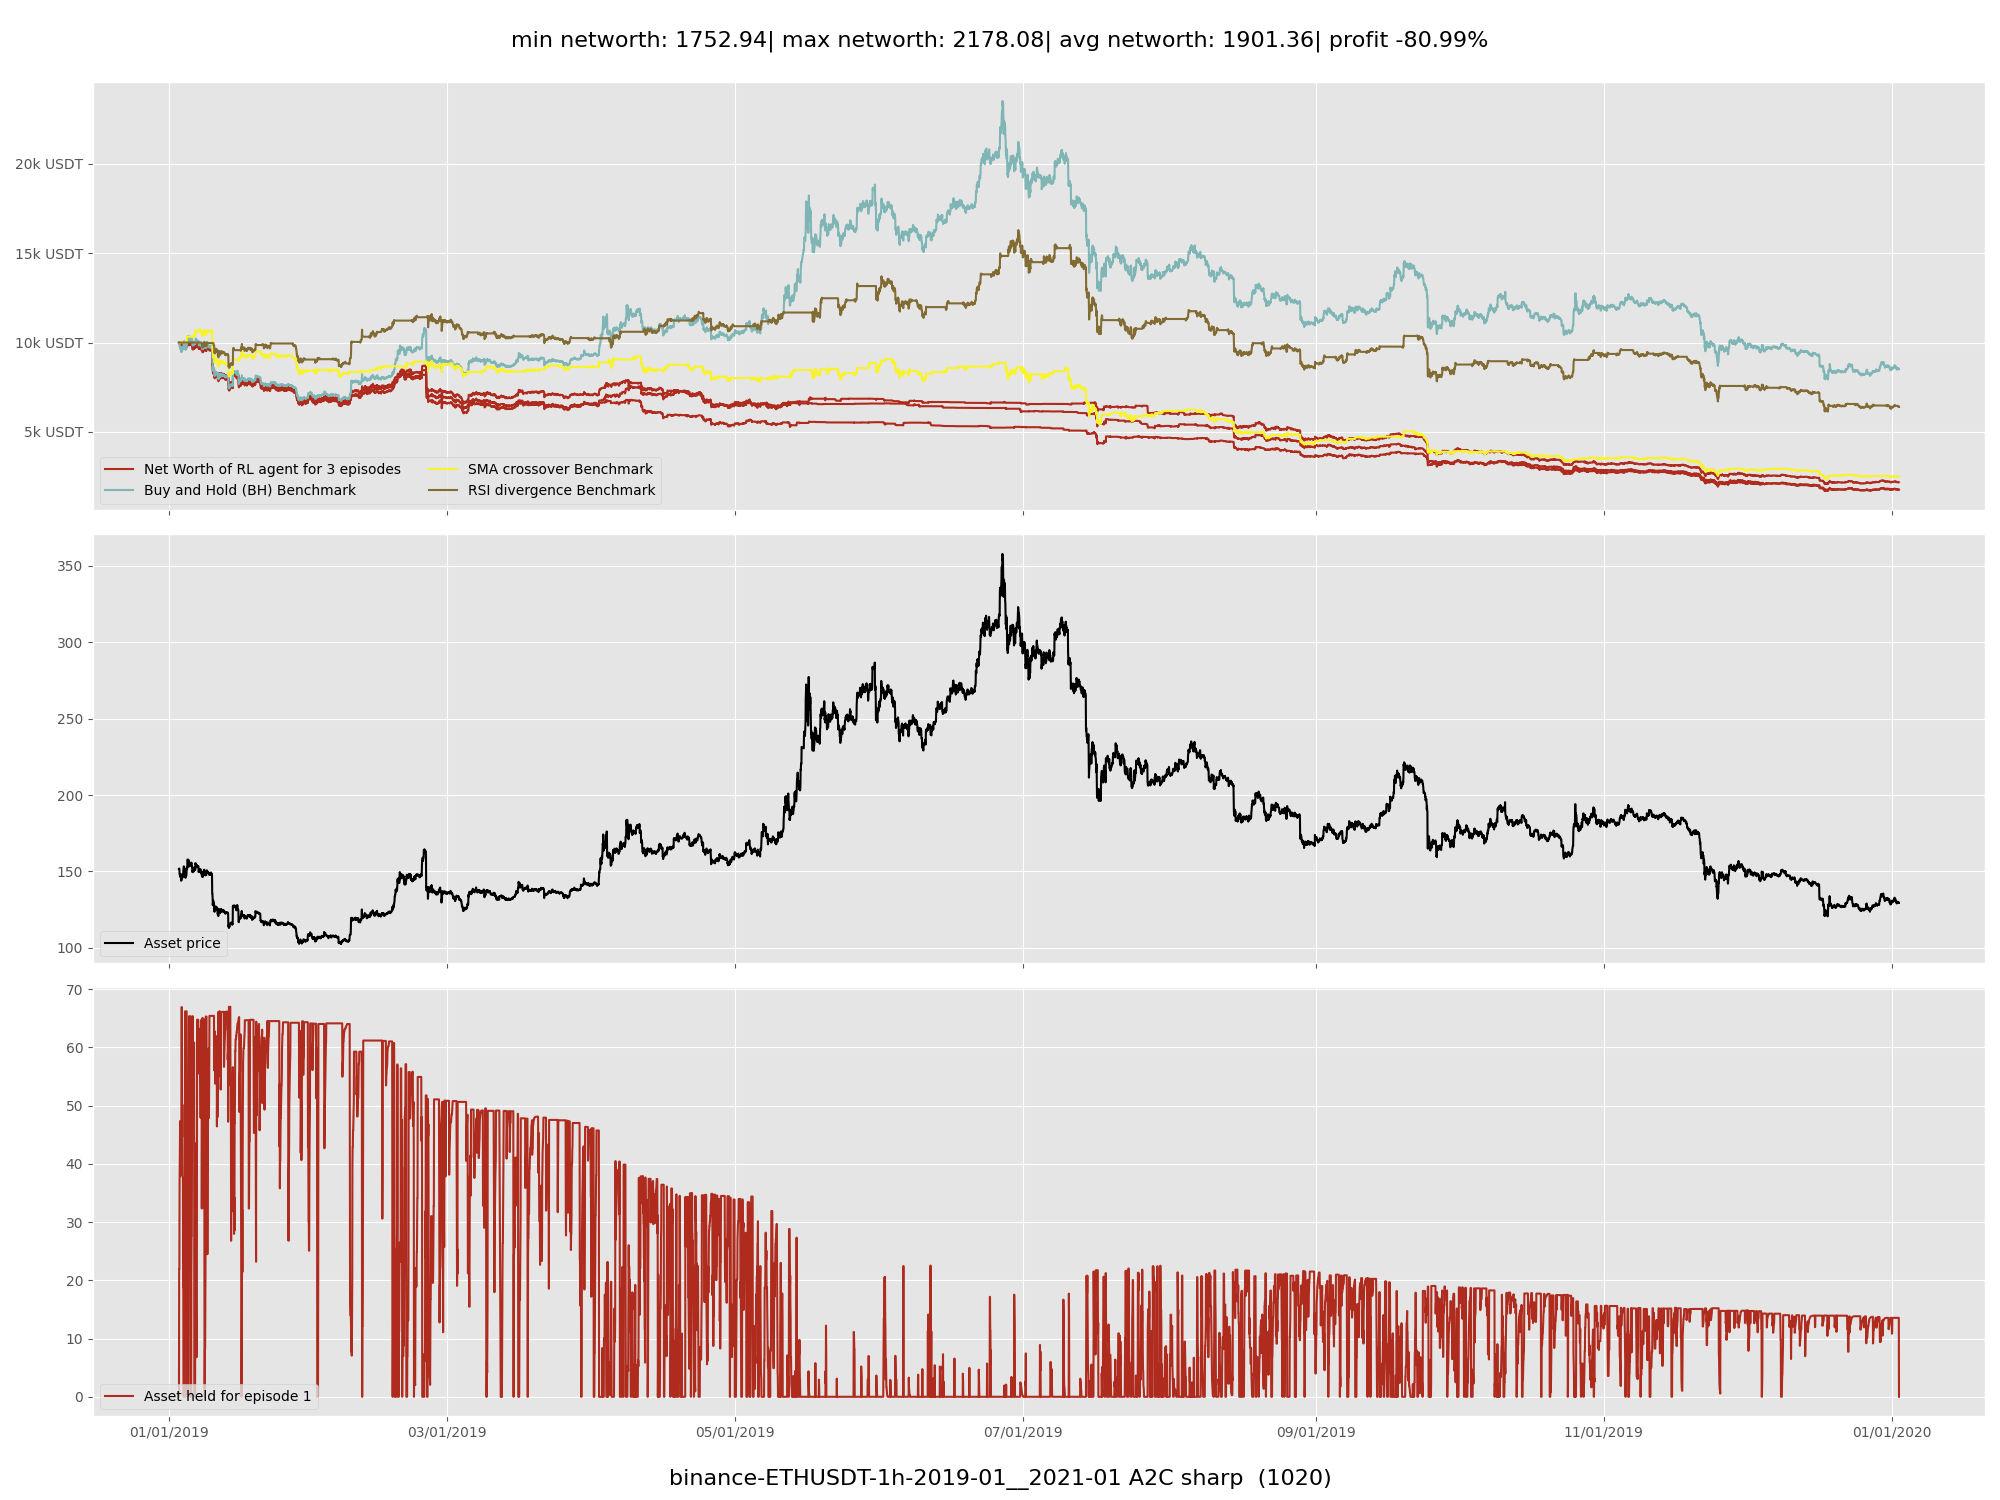 min networth: 1752.94| max networth: 2178.08| avg networth: 1901.36| profit -80.99%
20k USDT
15k USDT
10k USDT
5k USDT
Net Worth of RL agent for 3 episodes
Buy and Hold (BH) Benchmark
SMA crossover Benchmark
RSI divergence Benchmark
350
300
250
200
150
100
Asset price
70
60
50
40
30
20
10
0
Asset held for episode 1
01/01/2019
03/01/2019
05/01/2019
07/01/2019
09/01/2019
11/01/2019
01/01/2020
binance-ETHUSDT-1h-2019-01__2021-01 A2C sharp  (1020)